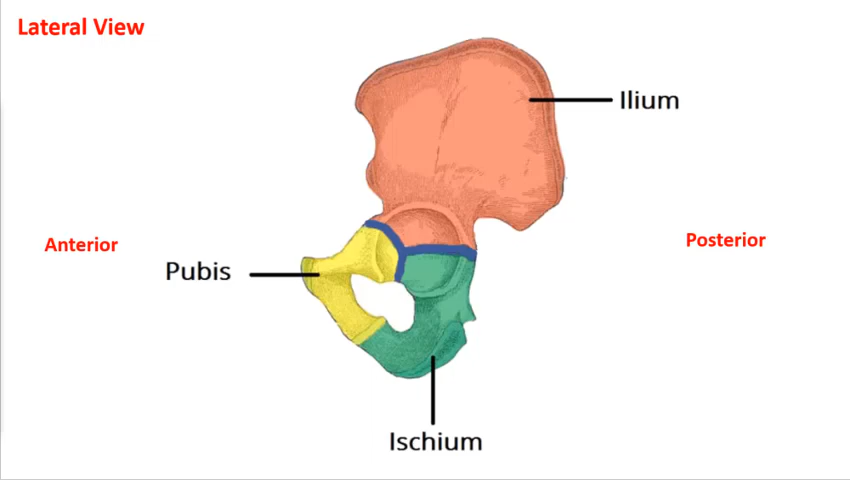 Lateral View
Ilium
Anterior
Posterior
Pubis
Ischium